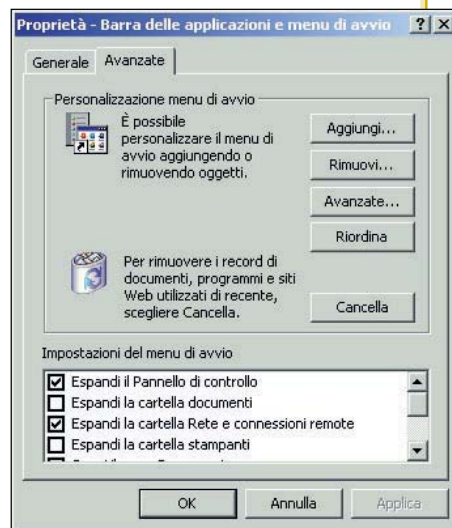 Proprietà - Barra delle applicazioni e menu di avvio
Generale
Avanzate
Personalizzazione menu di avvio
È possibile
personalizzare il menu di
avvio aggiungendo o
rimuovendo oggetti.
Aggiungi...
Rimuovi...
Avanzate...
Riordina
Per rimuovere i record di
documenti, programmi e siti
Web utilizzati di recente,
scegliere Cancella.
Cancella
Impostazioni del menu di avvio
Espandi il Pannello di controllo
Espandi la cartella documenti
Espandi la cartella Rete e connessioni remote
Espandi la cartella stampanti
OK
Annulla
Applica